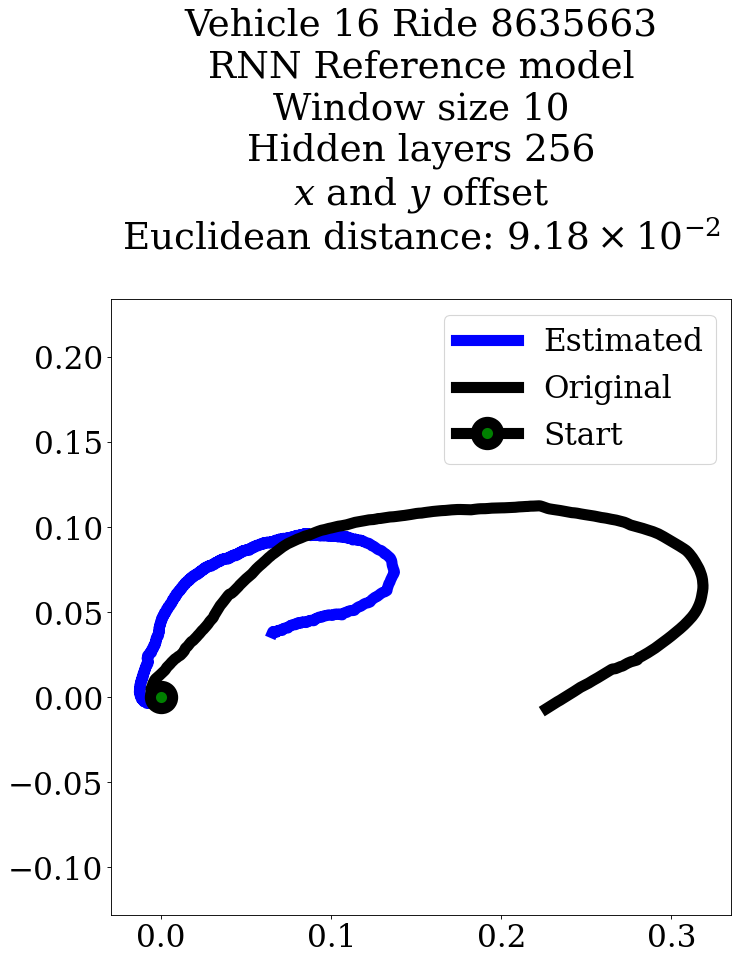 Vehicle 16 Ride 8635663
RNN Reference model
Window size 10
Hidden layers 256
x and y offset
Euclidean distance: 9.18 × 10⁻²
Estimated
Original
Start
0.20
0.15
0.10
0.05
0.00
−0.05
−0.10
0.0 0.1 0.2 0.3